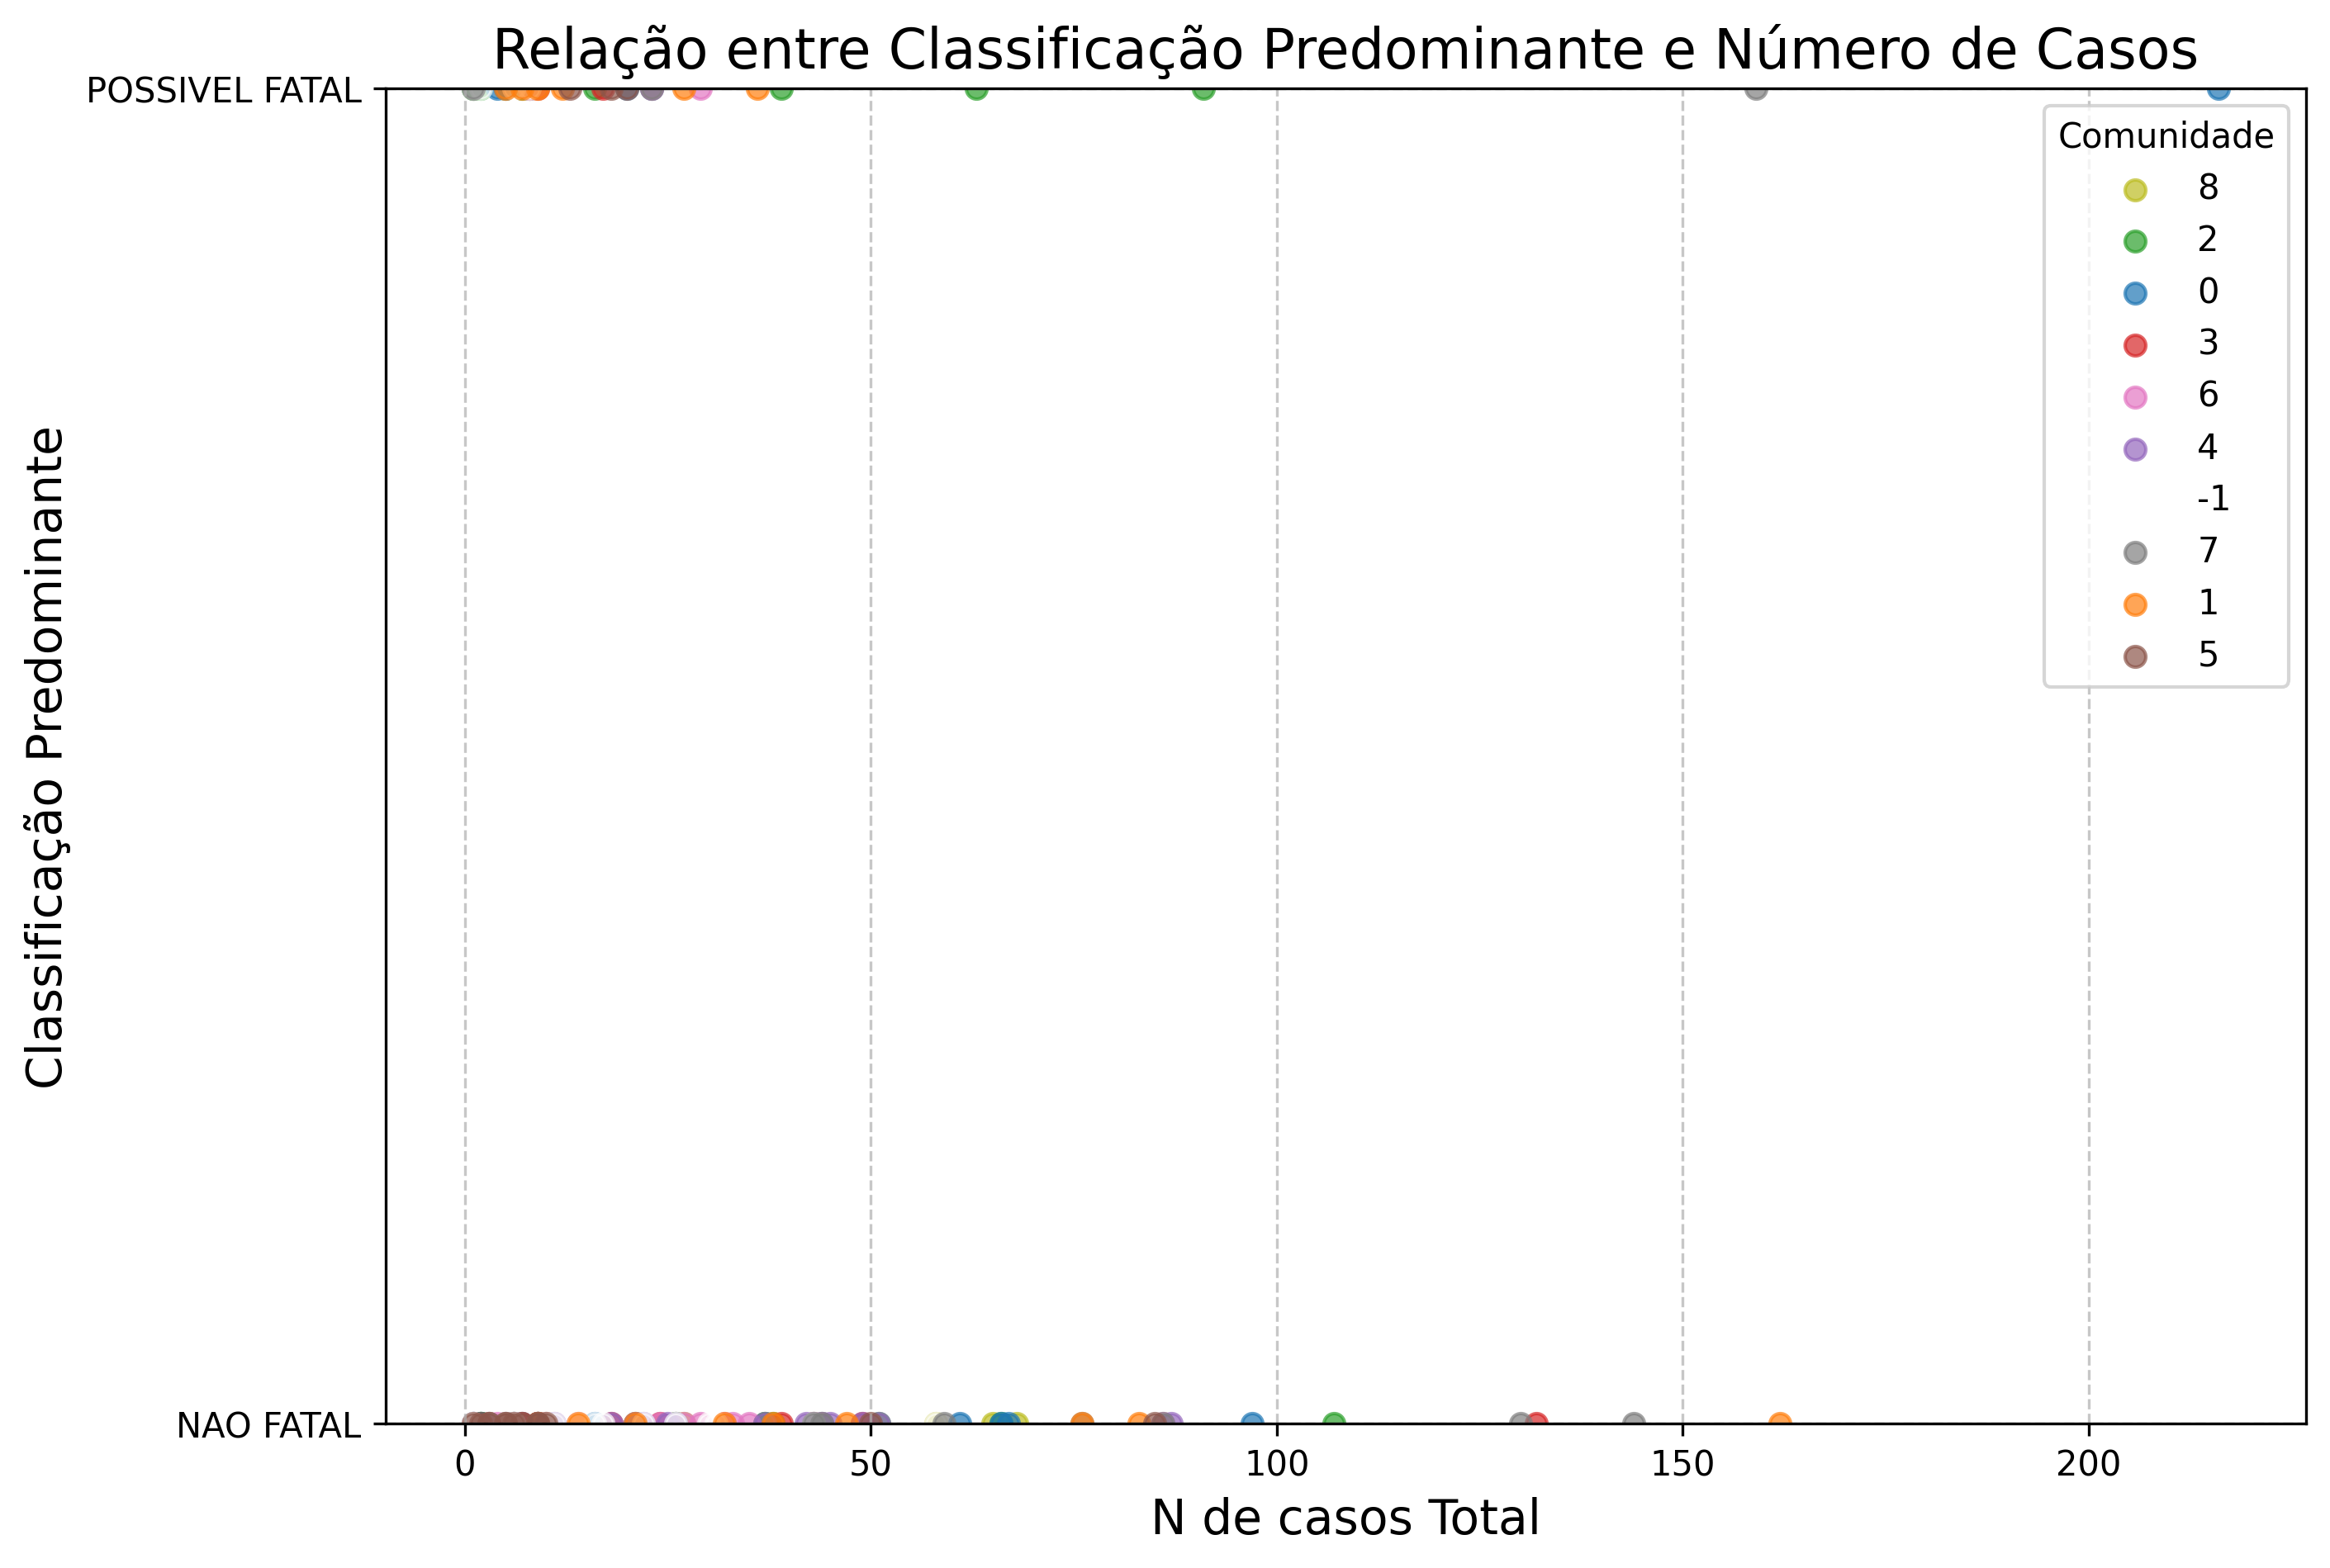 Relação entre Classificação Predominante e Número de Casos
POSSIVEL FATAL
NAO FATAL
Classificação Predominante
Comunidade
8
2
0
3
6
4
-1
7
1
5
0
50
100
150
200
N de casos Total